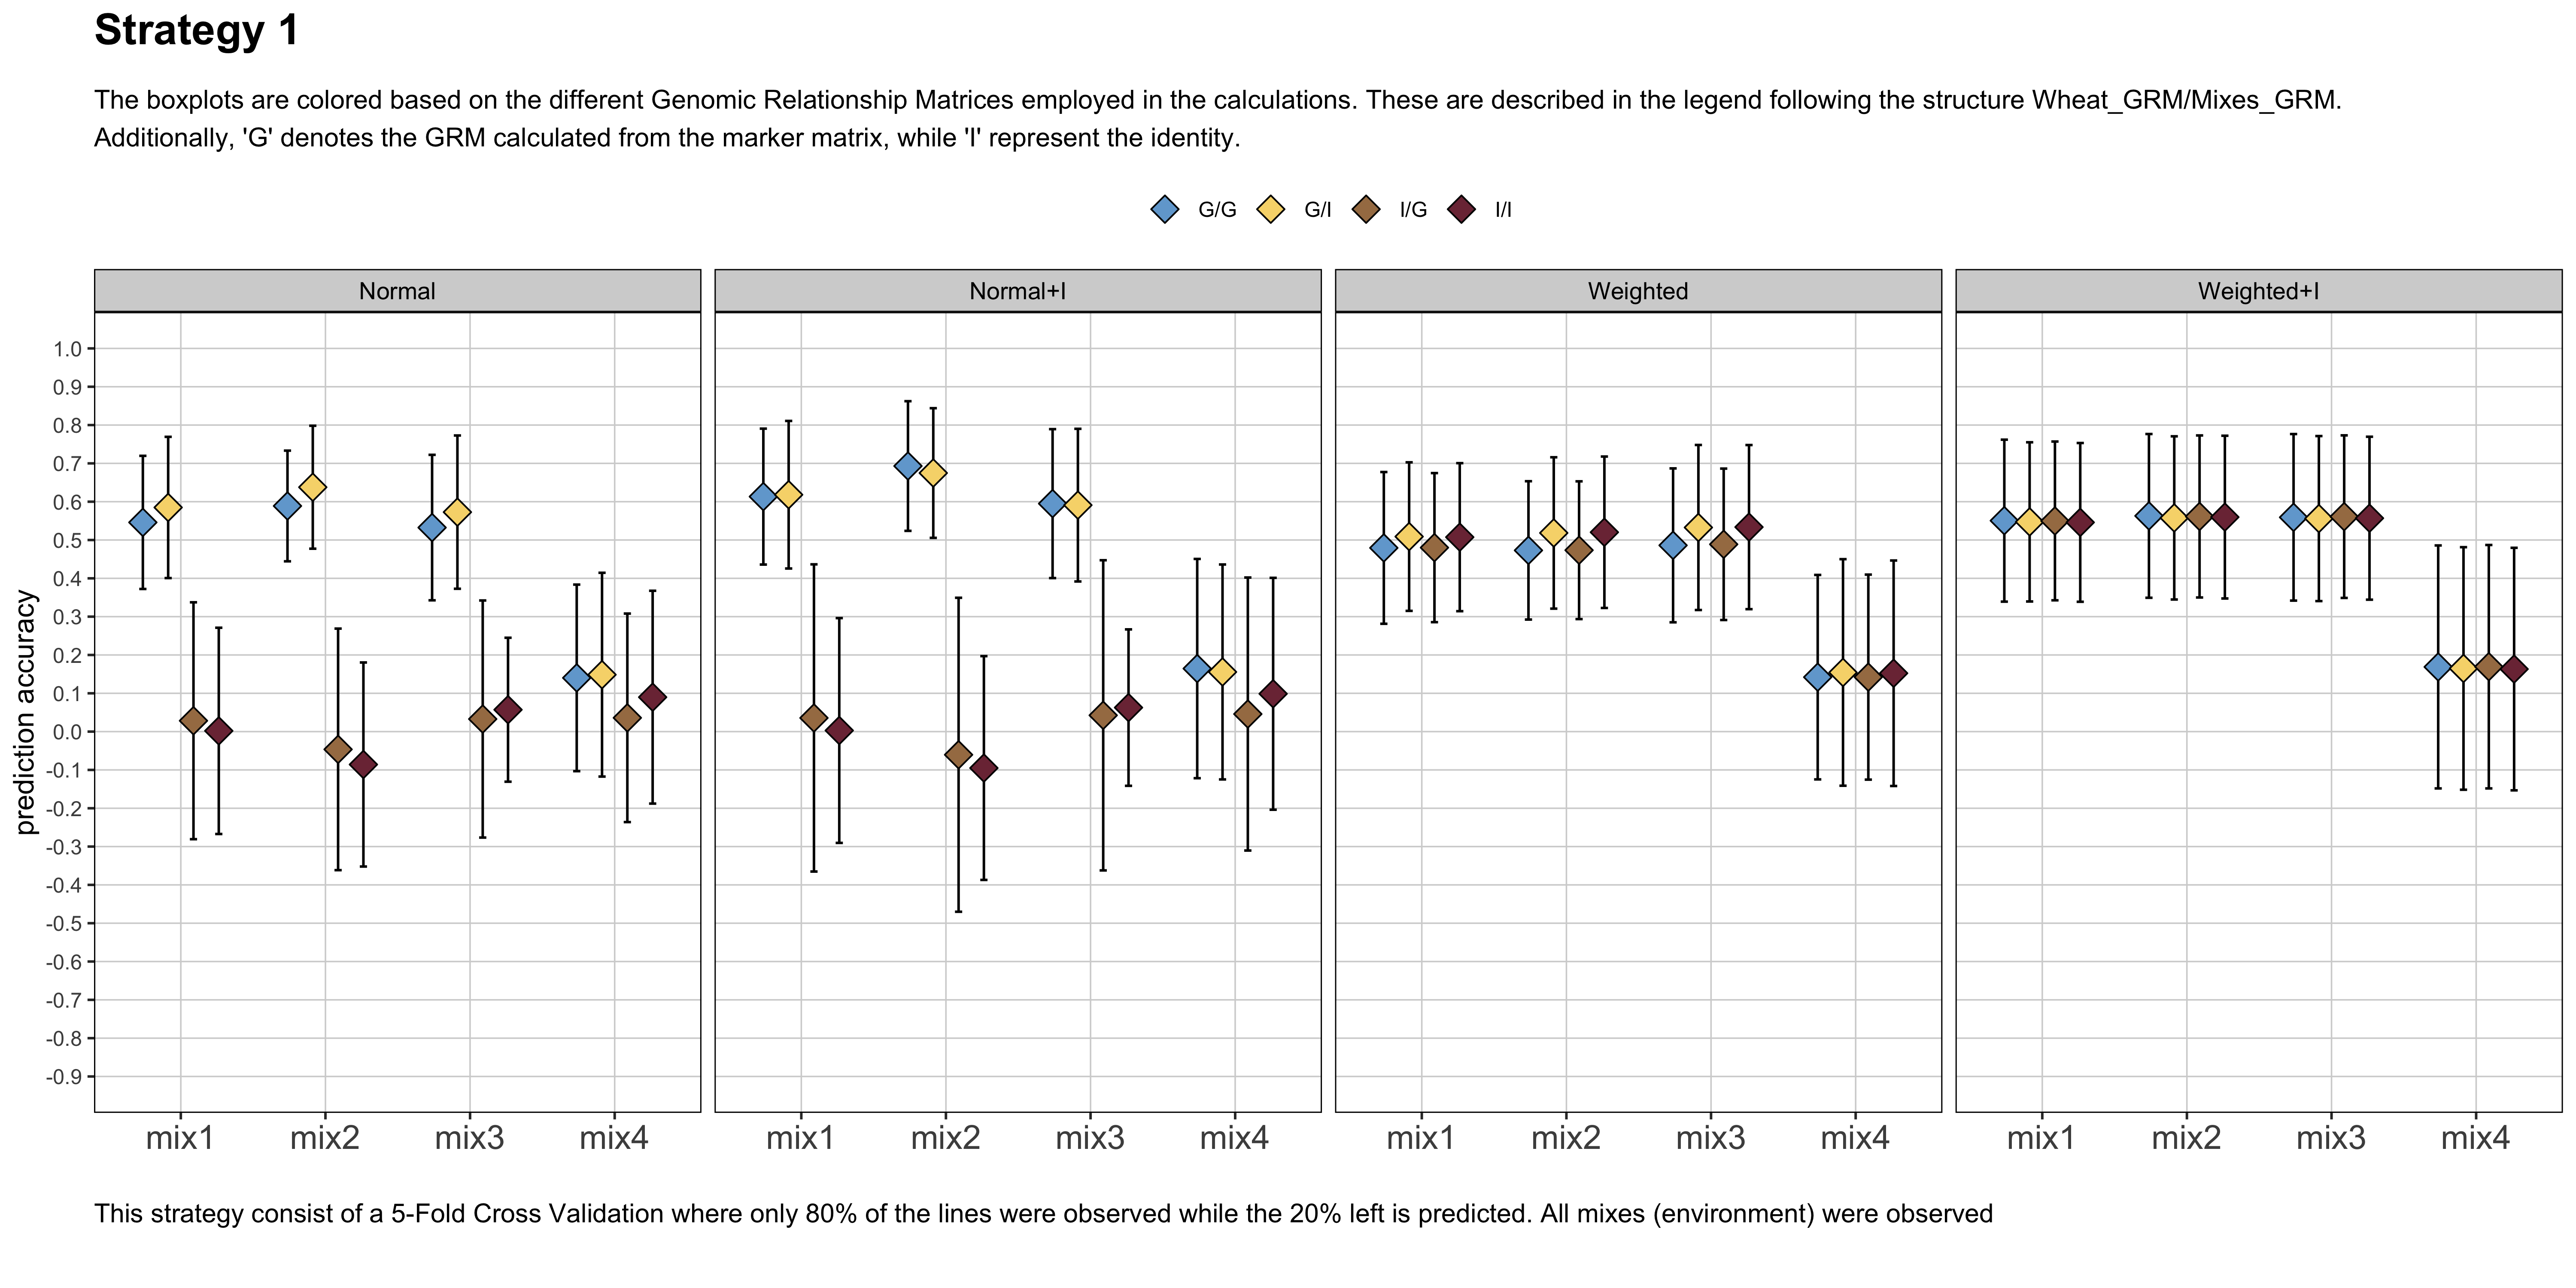 Strategy 1
The boxplots are colored based on the different Genomic Relationship Matrices employed in the calculations. These are described in the legend following the structure Wheat_GRM/Mixes_GRM.
Additionally, 'G' denotes the GRM calculated from the marker matrix, while 'I' represent the identity.
G/G G/I I/G I/I
Normal Normal+I Weighted Weighted+I
prediction accuracy
1.0
0.9
0.8
0.7
0.6
0.5
0.4
0.3
0.2
0.1
0.0
-0.1
-0.2
-0.3
-0.4
-0.5
-0.6
-0.7
-0.8
-0.9
mix1 mix2 mix3 mix4 mix1 mix2 mix3 mix4 mix1 mix2 mix3 mix4 mix1 mix2 mix3 mix4
This strategy consist of a 5-Fold Cross Validation where only 80% of the lines were observed while the 20% left is predicted. All mixes (environment) were observed